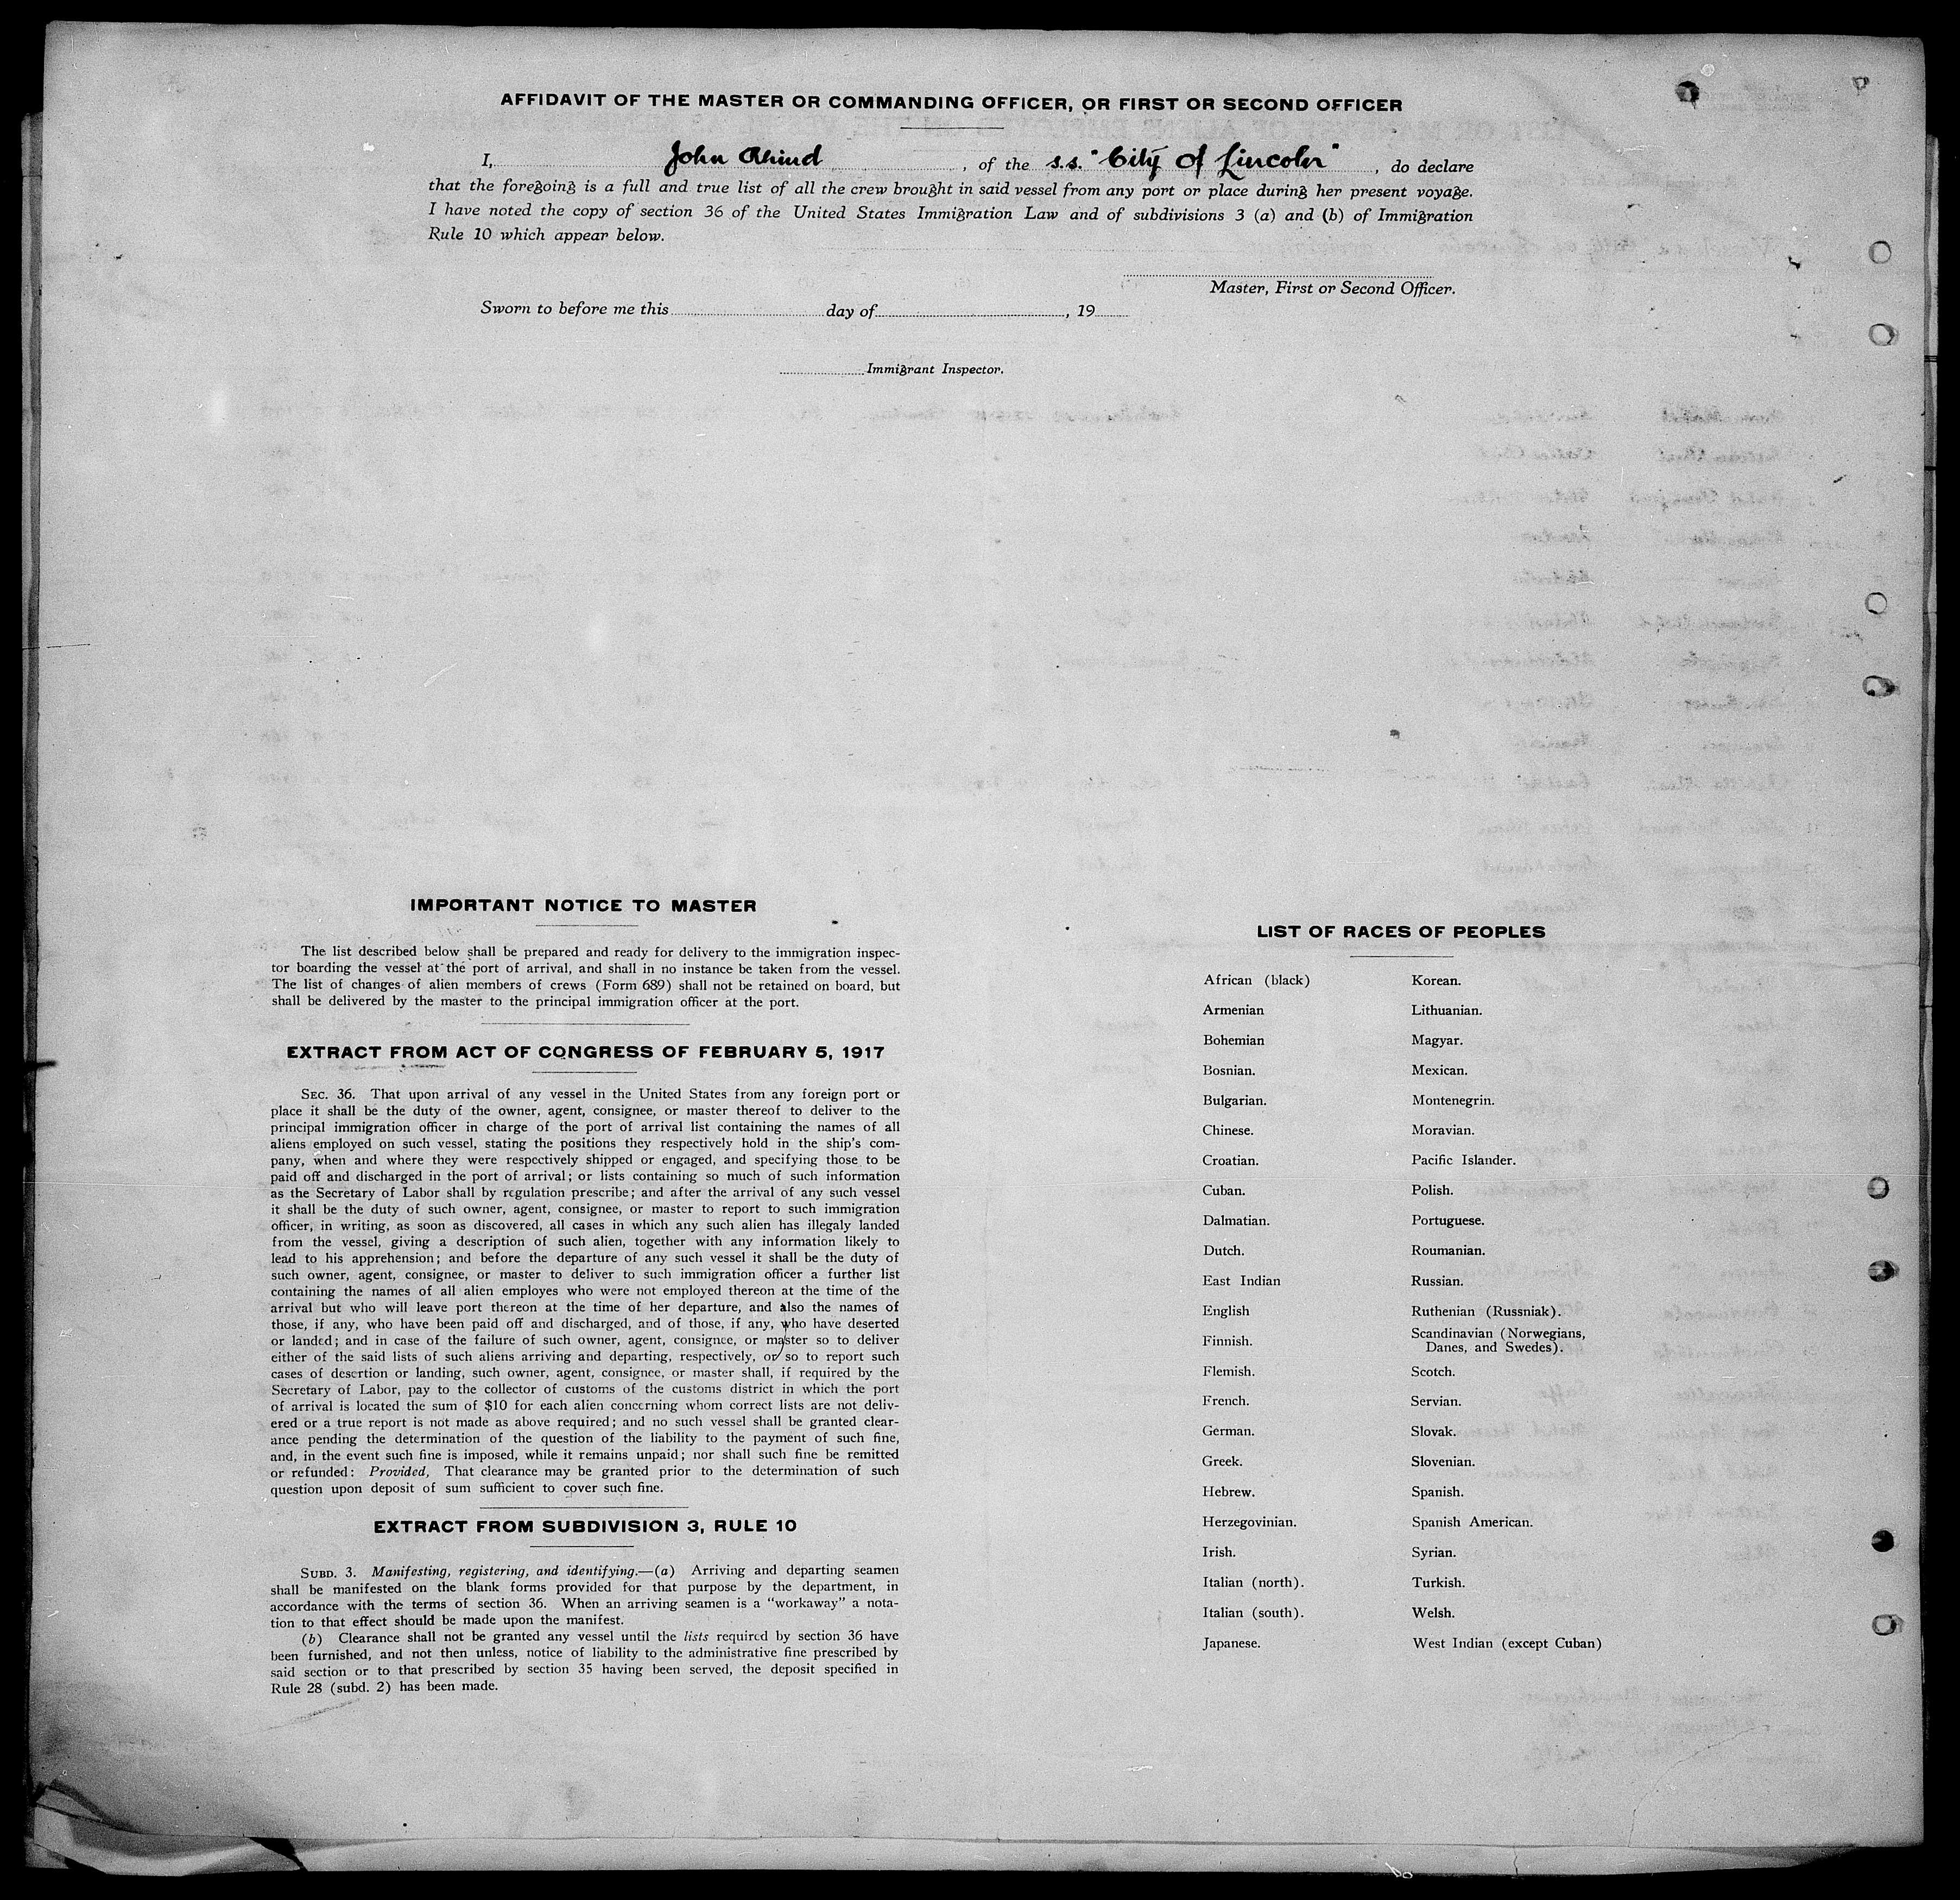 AFFIDAVIT OF THE MASTER OR COMMANDING OFFICER, OR FIRST OR SECOND OFFICER
I, John Rhind, of the s.s. "City of Lincoln", do declare
that the foregoing is a full and true list of all the crew brought in said vessel from any port or place during her present voyage.
I have noted the copy of section 36 of the United States Immigration Law and of subdivisions 3 (a) and (b) of Immigration
Rule 10 which appear below.
Master, First or Second Officer.
Sworn to before me this day of , 19
Immigrant Inspector.
IMPORTANT NOTICE TO MASTER
The list described below shall be prepared and ready for delivery to the immigration inspec-
tor boarding the vessel at the port of arrival, and shall in no instance be taken from the vessel.
The list of changes of alien members of crews (Form 689) shall not be retained on board, but
shall be delivered by the master to the principal immigration officer at the port.
EXTRACT FROM ACT OF CONGRESS OF FEBRUARY 5, 1917
SEC. 36. That upon arrival of any vessel in the United States from any foreign port or
place it shall be the duty of the owner, agent, consignee, or master thereof to deliver to the
principal immigration officer in charge of the port of arrival list containing the names of all
aliens employed on such vessel, stating the positions they respectively hold in the ship's com-
pany, when and where they were respectively shipped or engaged, and specifying those to be
paid off and discharged in the port of arrival; or lists containing so much of such information
as the Secretary of Labor shall by regulation prescribe; and after the arrival of any such vessel
it shall be the duty of such owner, agent, consignee, or master to report to such immigration
officer, in writing, as soon as discovered, all cases in which any such alien has illegaly landed
from the vessel, giving a description of such alien, together with any information likely to
lead to his apprehension; and before the departure of any such vessel it shall be the duty of
such owner, agent, consignee, or master to deliver to such immigration officer a further list
containing the names of all alien employes who were not employed thereon at the time of the
arrival but who will leave port thereon at the time of her departure, and also the names of
those, if any, who have been paid off and discharged, and of those, if any, who have deserted
or landed; and in case of the failure of such owner, agent, consignee, or master so to deliver
either of the said lists of such aliens arriving and departing, respectively, or so to report such
cases of desertion or landing, such owner, agent, consignee, or master shall, if required by the
Secretary of Labor, pay to the collector of customs of the customs district in which the port
of arrival is located the sum of $10 for each alien concerning whom correct lists are not deliv-
ered or a true report is not made as above required; and no such vessel shall be granted clear-
ance pending the determination of the question of the liability to the payment of such fine,
and, in the event such fine is imposed, while it remains unpaid; nor shall such fine be remitted
or refunded: Provided, That clearance may be granted prior to the determination of such
question upon deposit of sum sufficient to cover such fine.
EXTRACT FROM SUBDIVISION 3, RULE 10
SUBD. 3. Manifesting, registering, and identifying.—(a) Arriving and departing seamen
shall be manifested on the blank forms provided for that purpose by the department, in
accordance with the terms of section 36. When an arriving seamen is a "workaway" a nota-
tion to that effect should be made upon the manifest.
(b) Clearance shall not be granted any vessel until the lists required by section 36 have
been furnished, and not then unless, notice of liability to the administrative fine prescribed by
said section or to that prescribed by section 35 having been served, the deposit specified in
Rule 28 (subd. 2) has been made.
LIST OF RACES OF PEOPLES
African (black) Korean.
Armenian Lithuanian.
Bohemian Magyar.
Bosnian. Mexican.
Bulgarian. Montenegrin.
Chinese. Moravian.
Croatian. Pacific Islander.
Cuban. Polish.
Dalmatian. Portuguese.
Dutch. Roumanian.
East Indian Russian.
English Ruthenian (Russniak).
Finnish. Scandinavian (Norwegians,
Danes, and Swedes).
Flemish. Scotch.
French. Servian.
German. Slovak.
Greek. Slovenian.
Hebrew. Spanish.
Herzegovinian. Spanish American.
Irish. Syrian.
Italian (north). Turkish.
Italian (south). Welsh.
Japanese. West Indian (except Cuban)